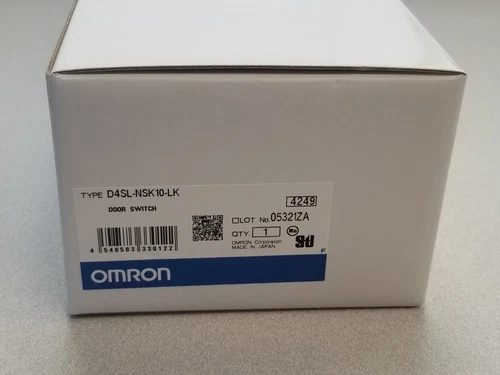 TYPE D4SL-NSK10-LK
DOOR SWITCH
4249
LOT No. 05321ZA
QTY. 1
OMRON Corporation
MADE IN JAPAN
4 548583 330122
OMRON